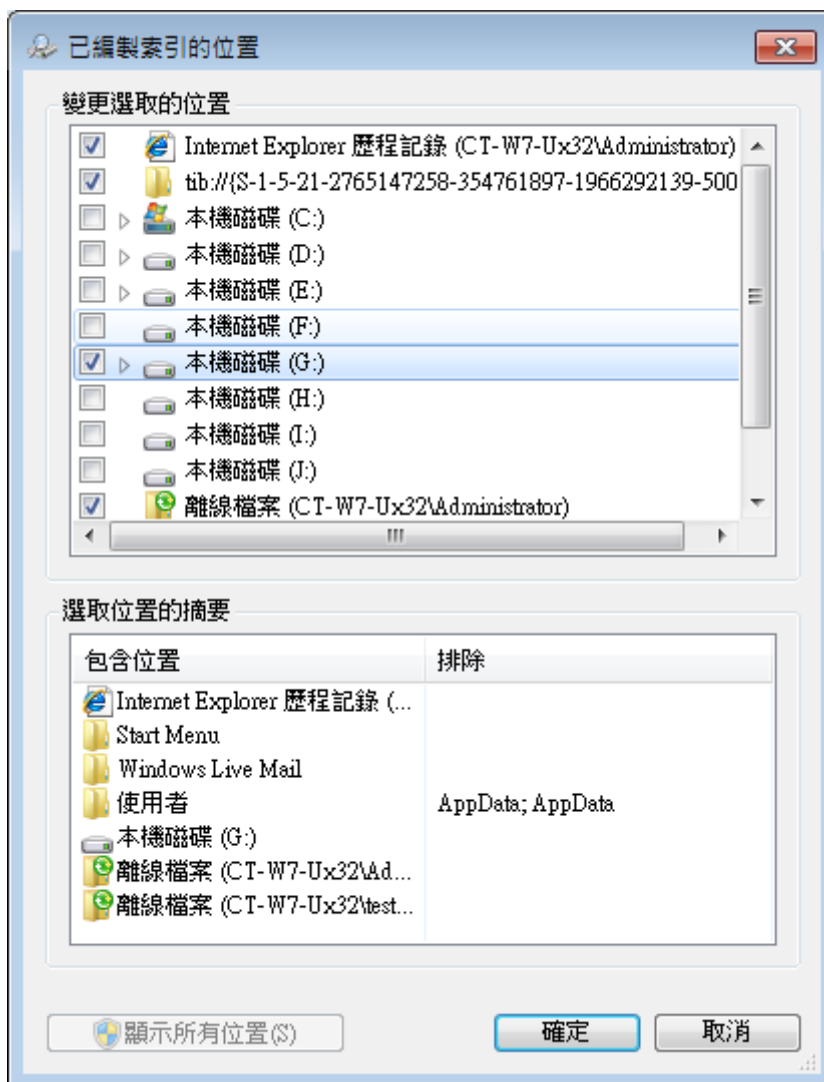 已編製索引的位置
變更選取的位置
Internet Explorer 歷程記錄 (CT-W7-Ux32\Administrator)
tib://{S-1-5-21-2765147258-354761897-1966292139-500
本機磁碟 (C:)
本機磁碟 (D:)
本機磁碟 (E:)
本機磁碟 (F:)
本機磁碟 (G:)
本機磁碟 (H:)
本機磁碟 (I:)
本機磁碟 (J:)
離線檔案 (CT-W7-Ux32\Administrator)
選取位置的摘要
包含位置 排除
Internet Explorer 歷程記錄 (...
Start Menu
Windows Live Mail
使用者 AppData; AppData
本機磁碟 (G:)
離線檔案 (CT-W7-Ux32\Ad...
離線檔案 (CT-W7-Ux32\test...
顯示所有位置(S) 確定 取消